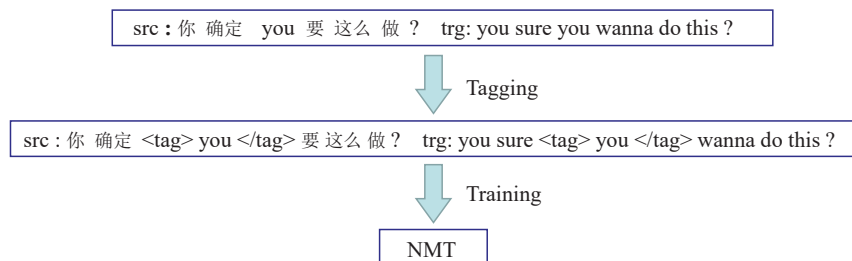 src : 你 确定 you 要 这么 做 ? trg: you sure you wanna do this ?
Tagging
src : 你 确定 <tag> you </tag> 要 这么 做 ? trg: you sure <tag> you </tag> wanna do this ?
Training
NMT